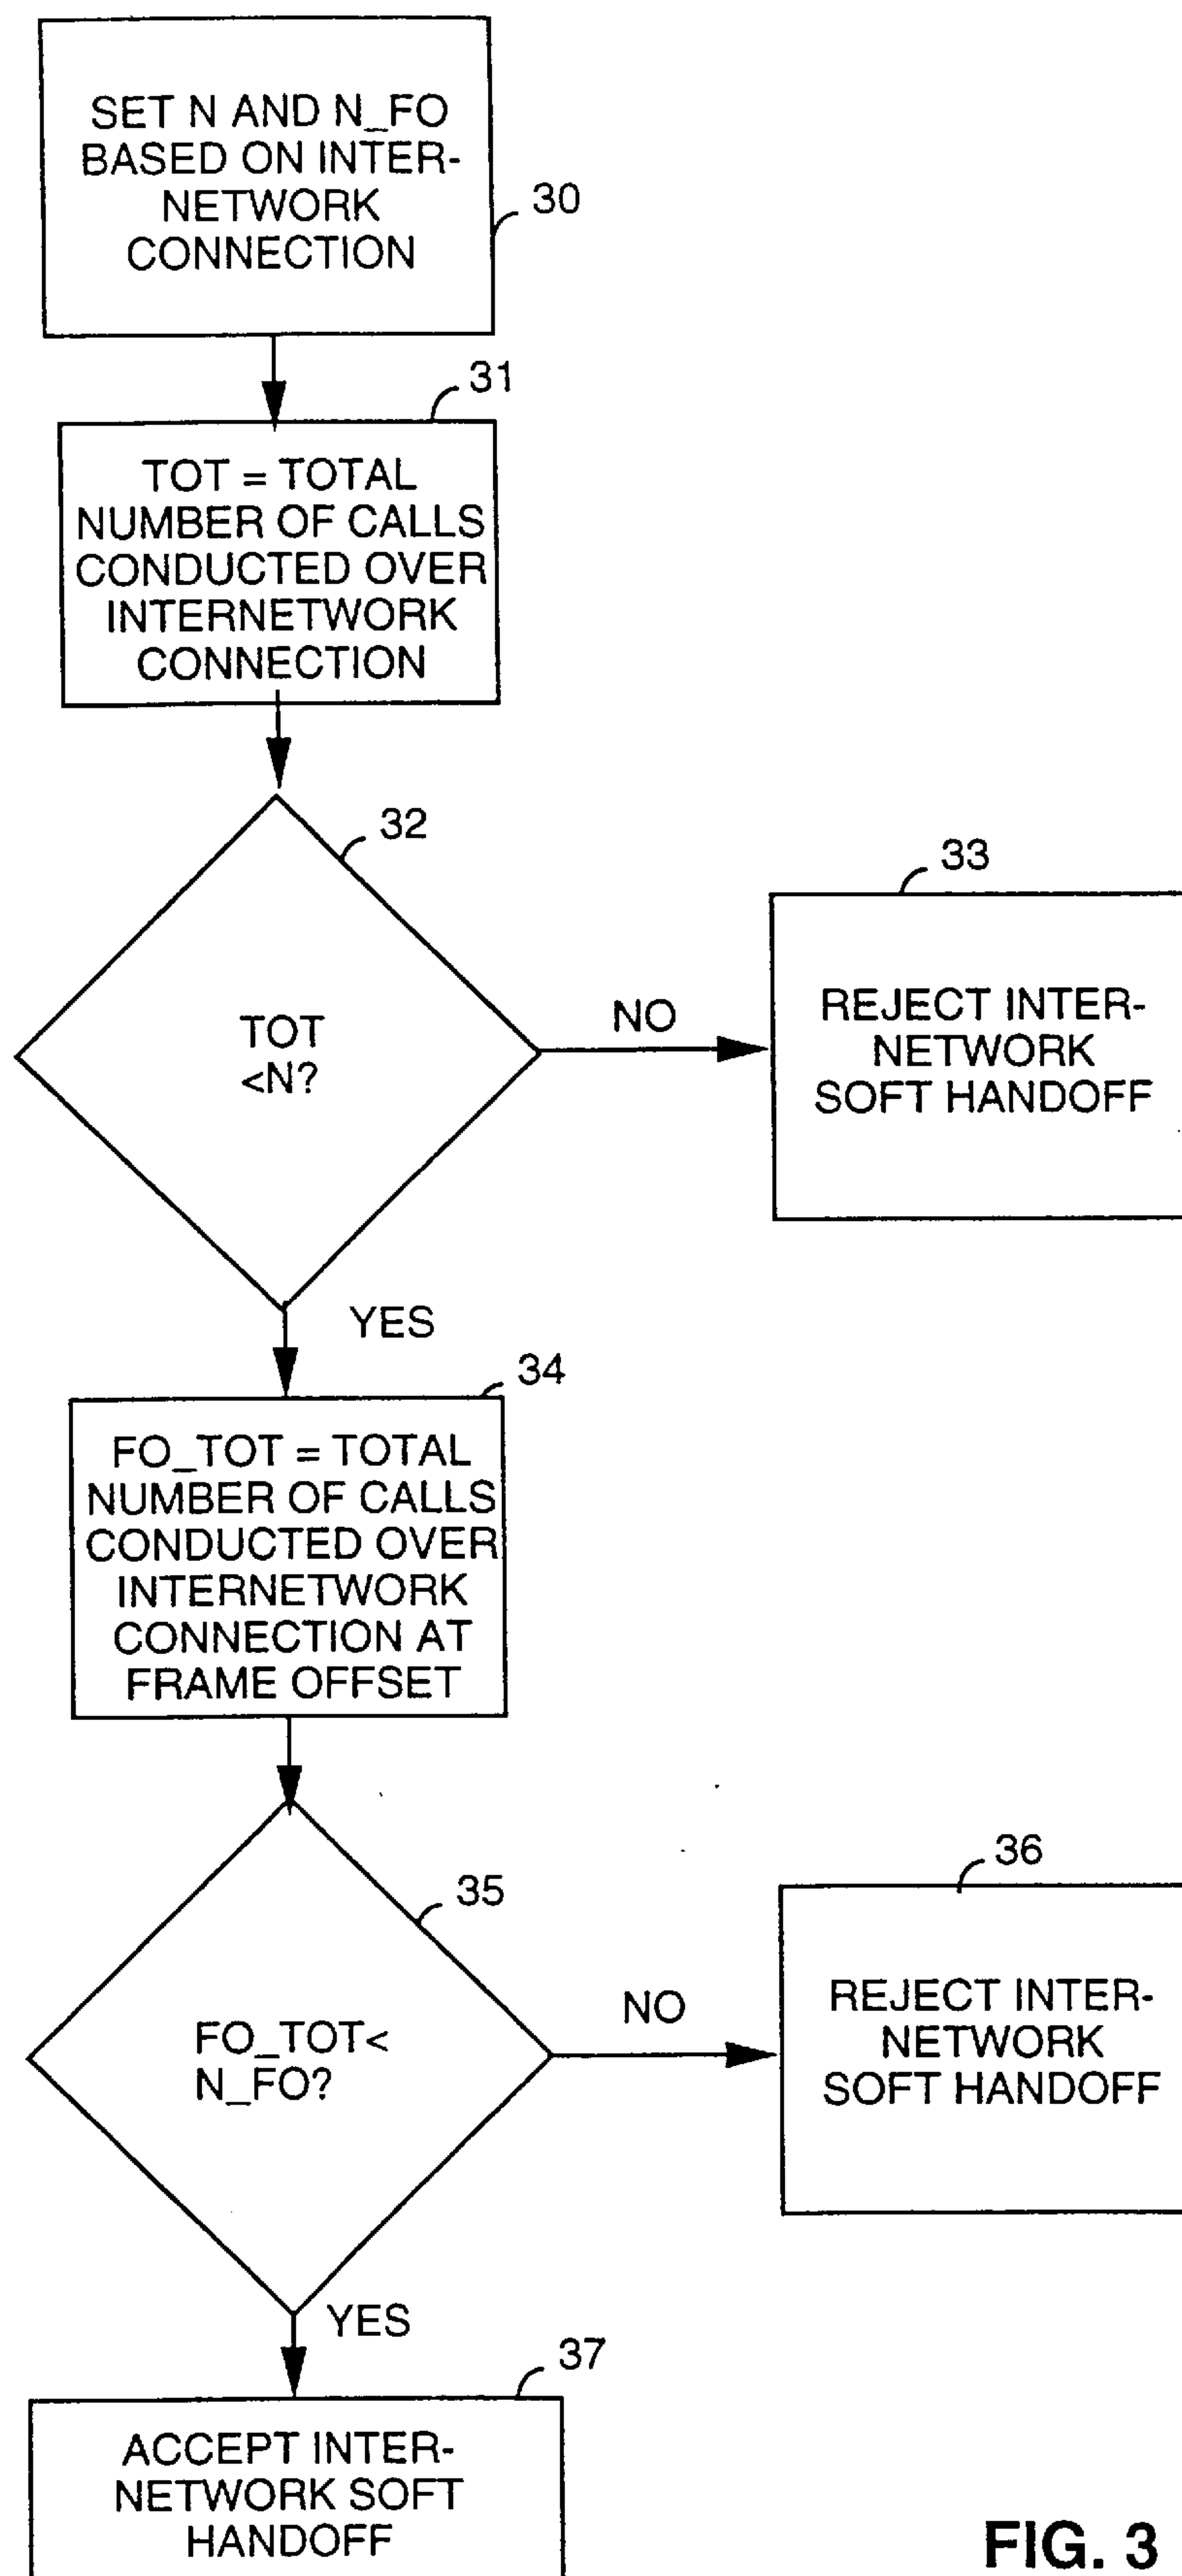 SET N AND N_FO
BASED ON INTER-
NETWORK
CONNECTION
30
31
TOT = TOTAL
NUMBER OF CALLS
CONDUCTED OVER
INTERNETWORK
CONNECTION
32
TOT
<N?
NO
33
REJECT INTER-
NETWORK
SOFT HANDOFF
YES
34
FO_TOT = TOTAL
NUMBER OF CALLS
CONDUCTED OVER
INTERNETWORK
CONNECTION AT
FRAME OFFSET
35
FO_TOT<
N_FO?
NO
36
REJECT INTER-
NETWORK
SOFT HANDOFF
YES
37
ACCEPT INTER-
NETWORK SOFT
HANDOFF
FIG. 3